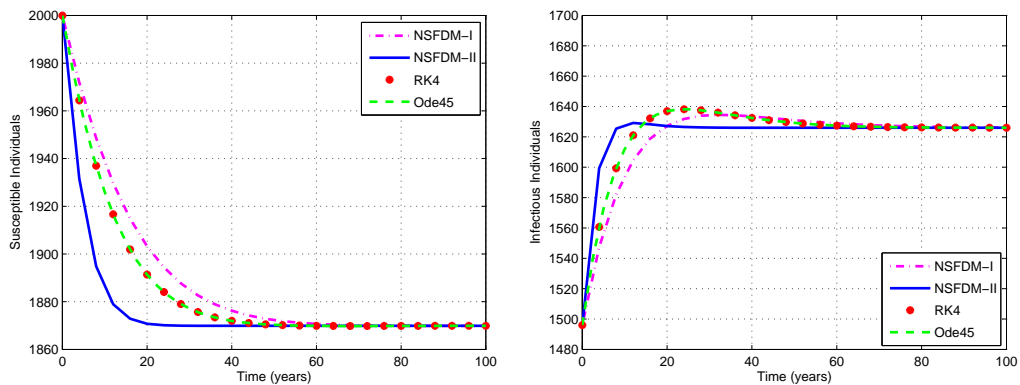 2000
1980
1960
1940
1920
1900
1880
1860
Susceptible Individuals
0
20
40
60
80
100
Time (years)
NSFDM−I
NSFDM−II
RK4
Ode45
1700
1680
1660
1640
1620
1600
1580
1560
1540
1520
1500
1480
Infectious Individuals
0
20
40
60
80
100
Time (years)
NSFDM−I
NSFDM−II
RK4
Ode45